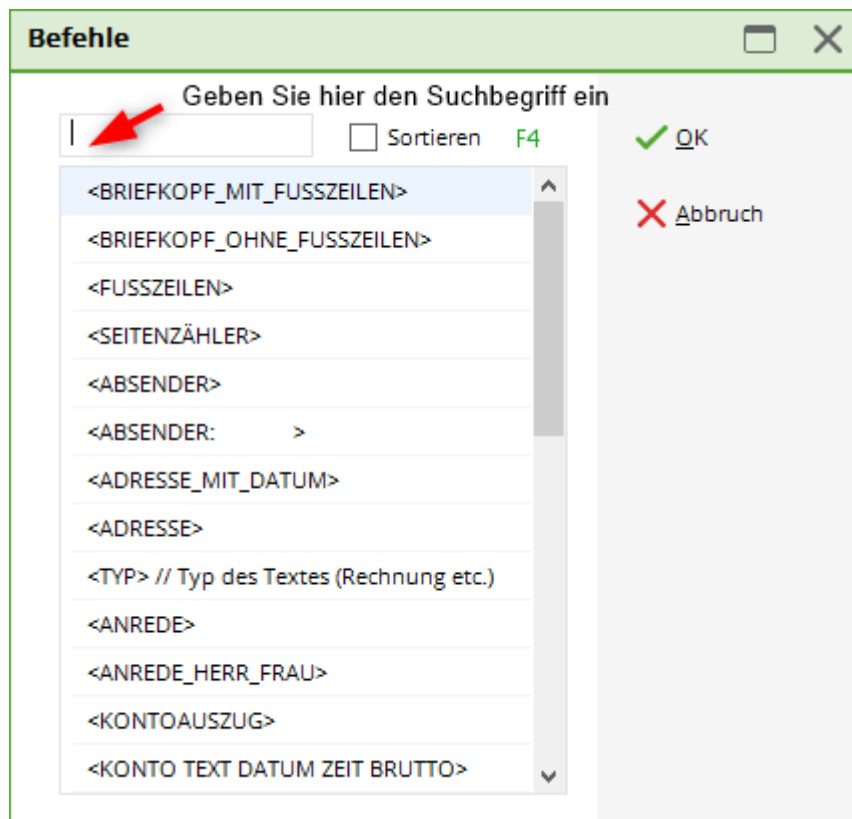 Befehle
Geben Sie hier den Suchbegriff ein
Sortieren F4
OK
Abbruch
<BRIEFKOPF_MIT_FUSSZEILEN>
<BRIEFKOPF_OHNE_FUSSZEILEN>
<FUSSZEILEN>
<SEITENZÄHLER>
<ABSENDER>
<ABSENDER:              >
<ADRESSE_MIT_DATUM>
<ADRESSE>
<TYP> // Typ des Textes (Rechnung etc.)
<ANREDE>
<ANREDE_HERR_FRAU>
<KONTOAUSZUG>
<KONTO TEXT DATUM ZEIT BRUTTO>